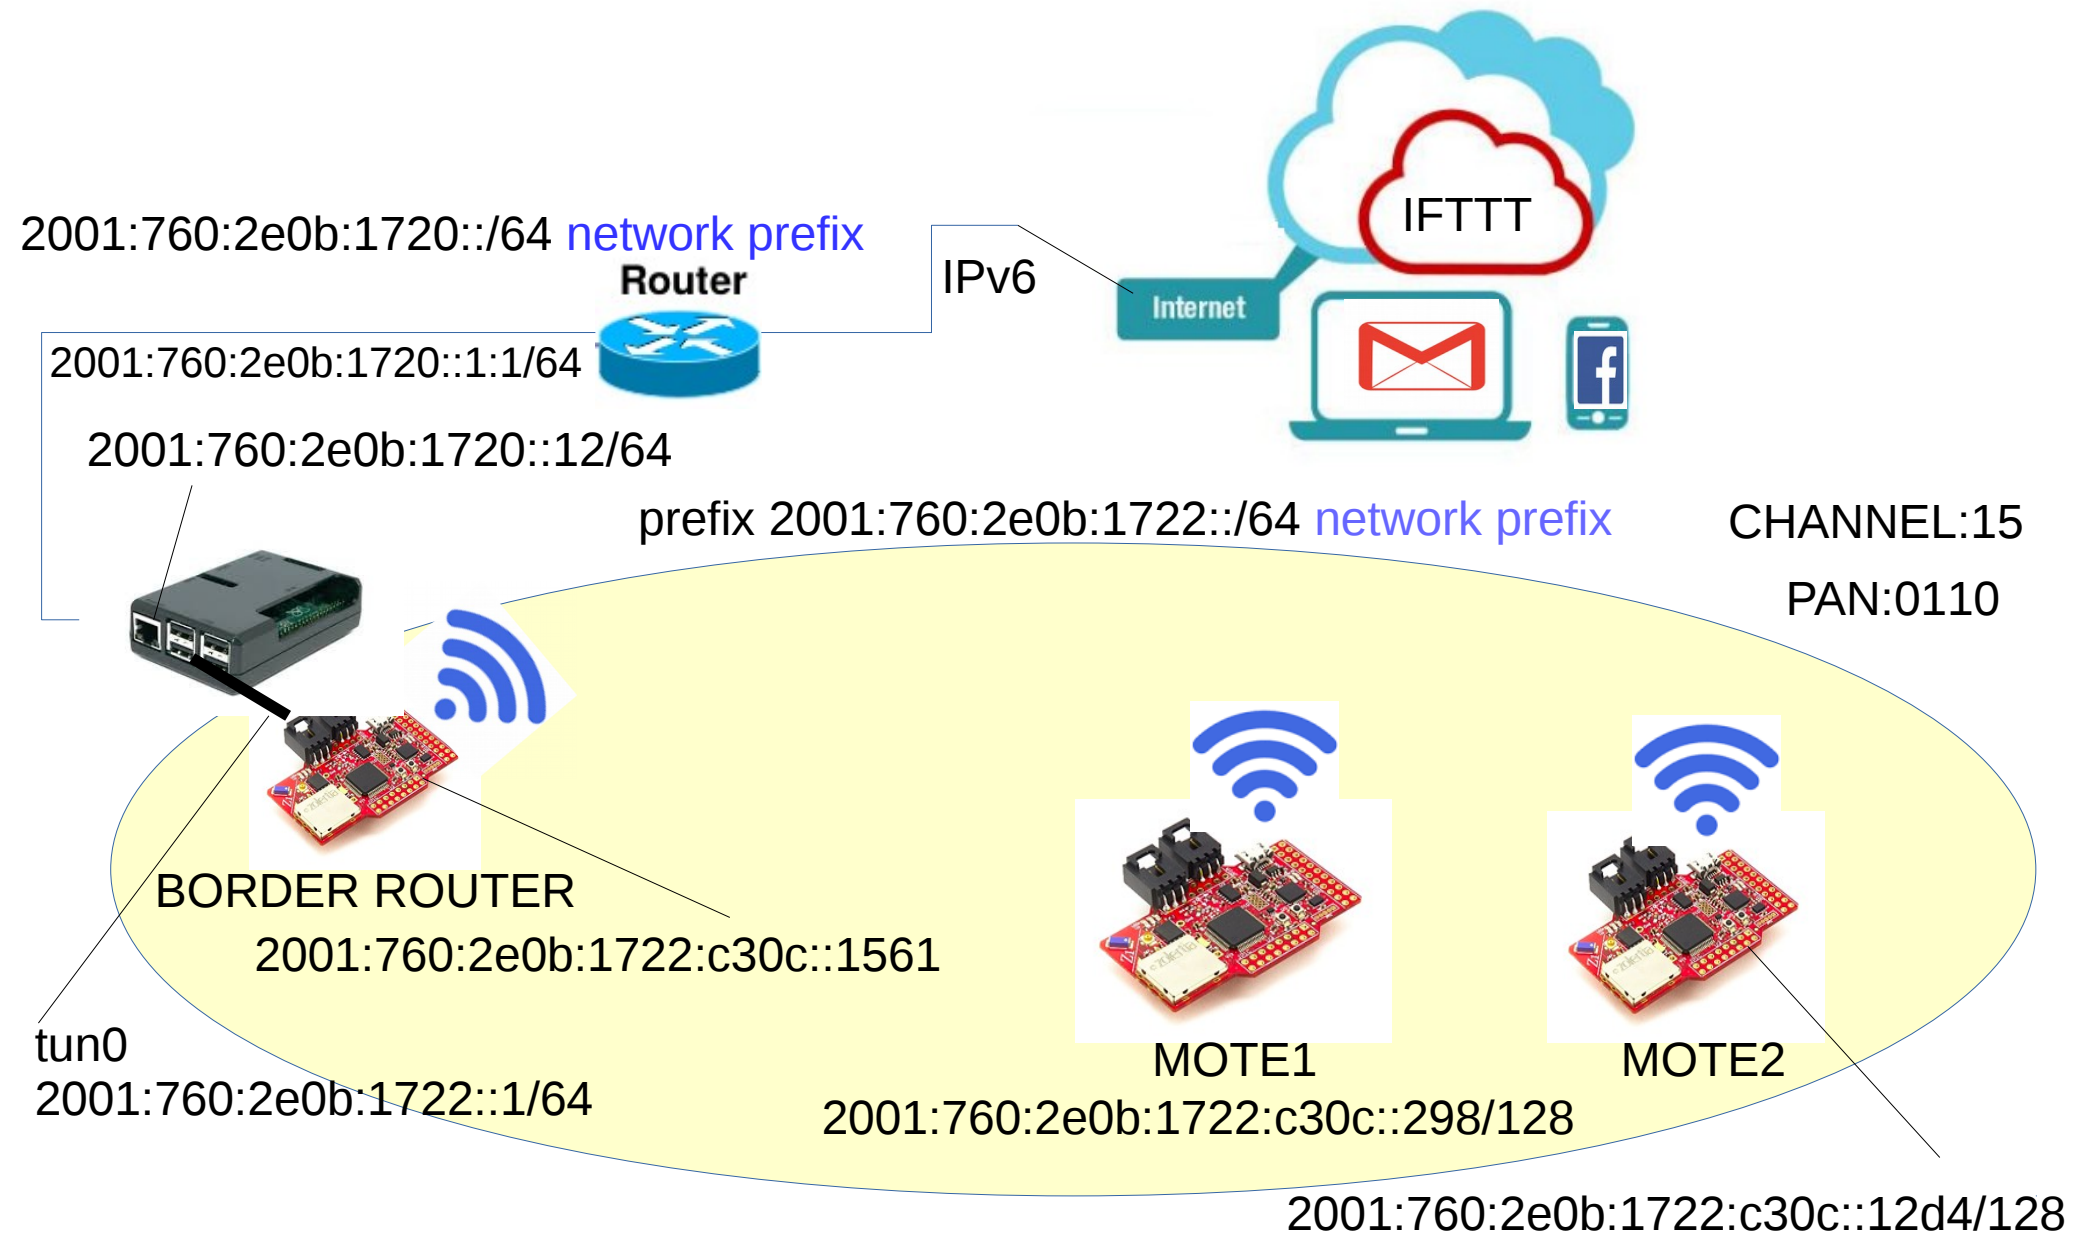 IFTTT
2001:760:2e0b:1720::/64 network prefix
Router
IPv6
Internet
2001:760:2e0b:1720::1:1/64
2001:760:2e0b:1720::12/64
prefix 2001:760:2e0b:1722::/64 network prefix
CHANNEL:15
PAN:0110
BORDER ROUTER
2001:760:2e0b:1722:c30c::1561
tun0
2001:760:2e0b:1722::1/64
MOTE1
2001:760:2e0b:1722:c30c::298/128
MOTE2
2001:760:2e0b:1722:c30c::12d4/128